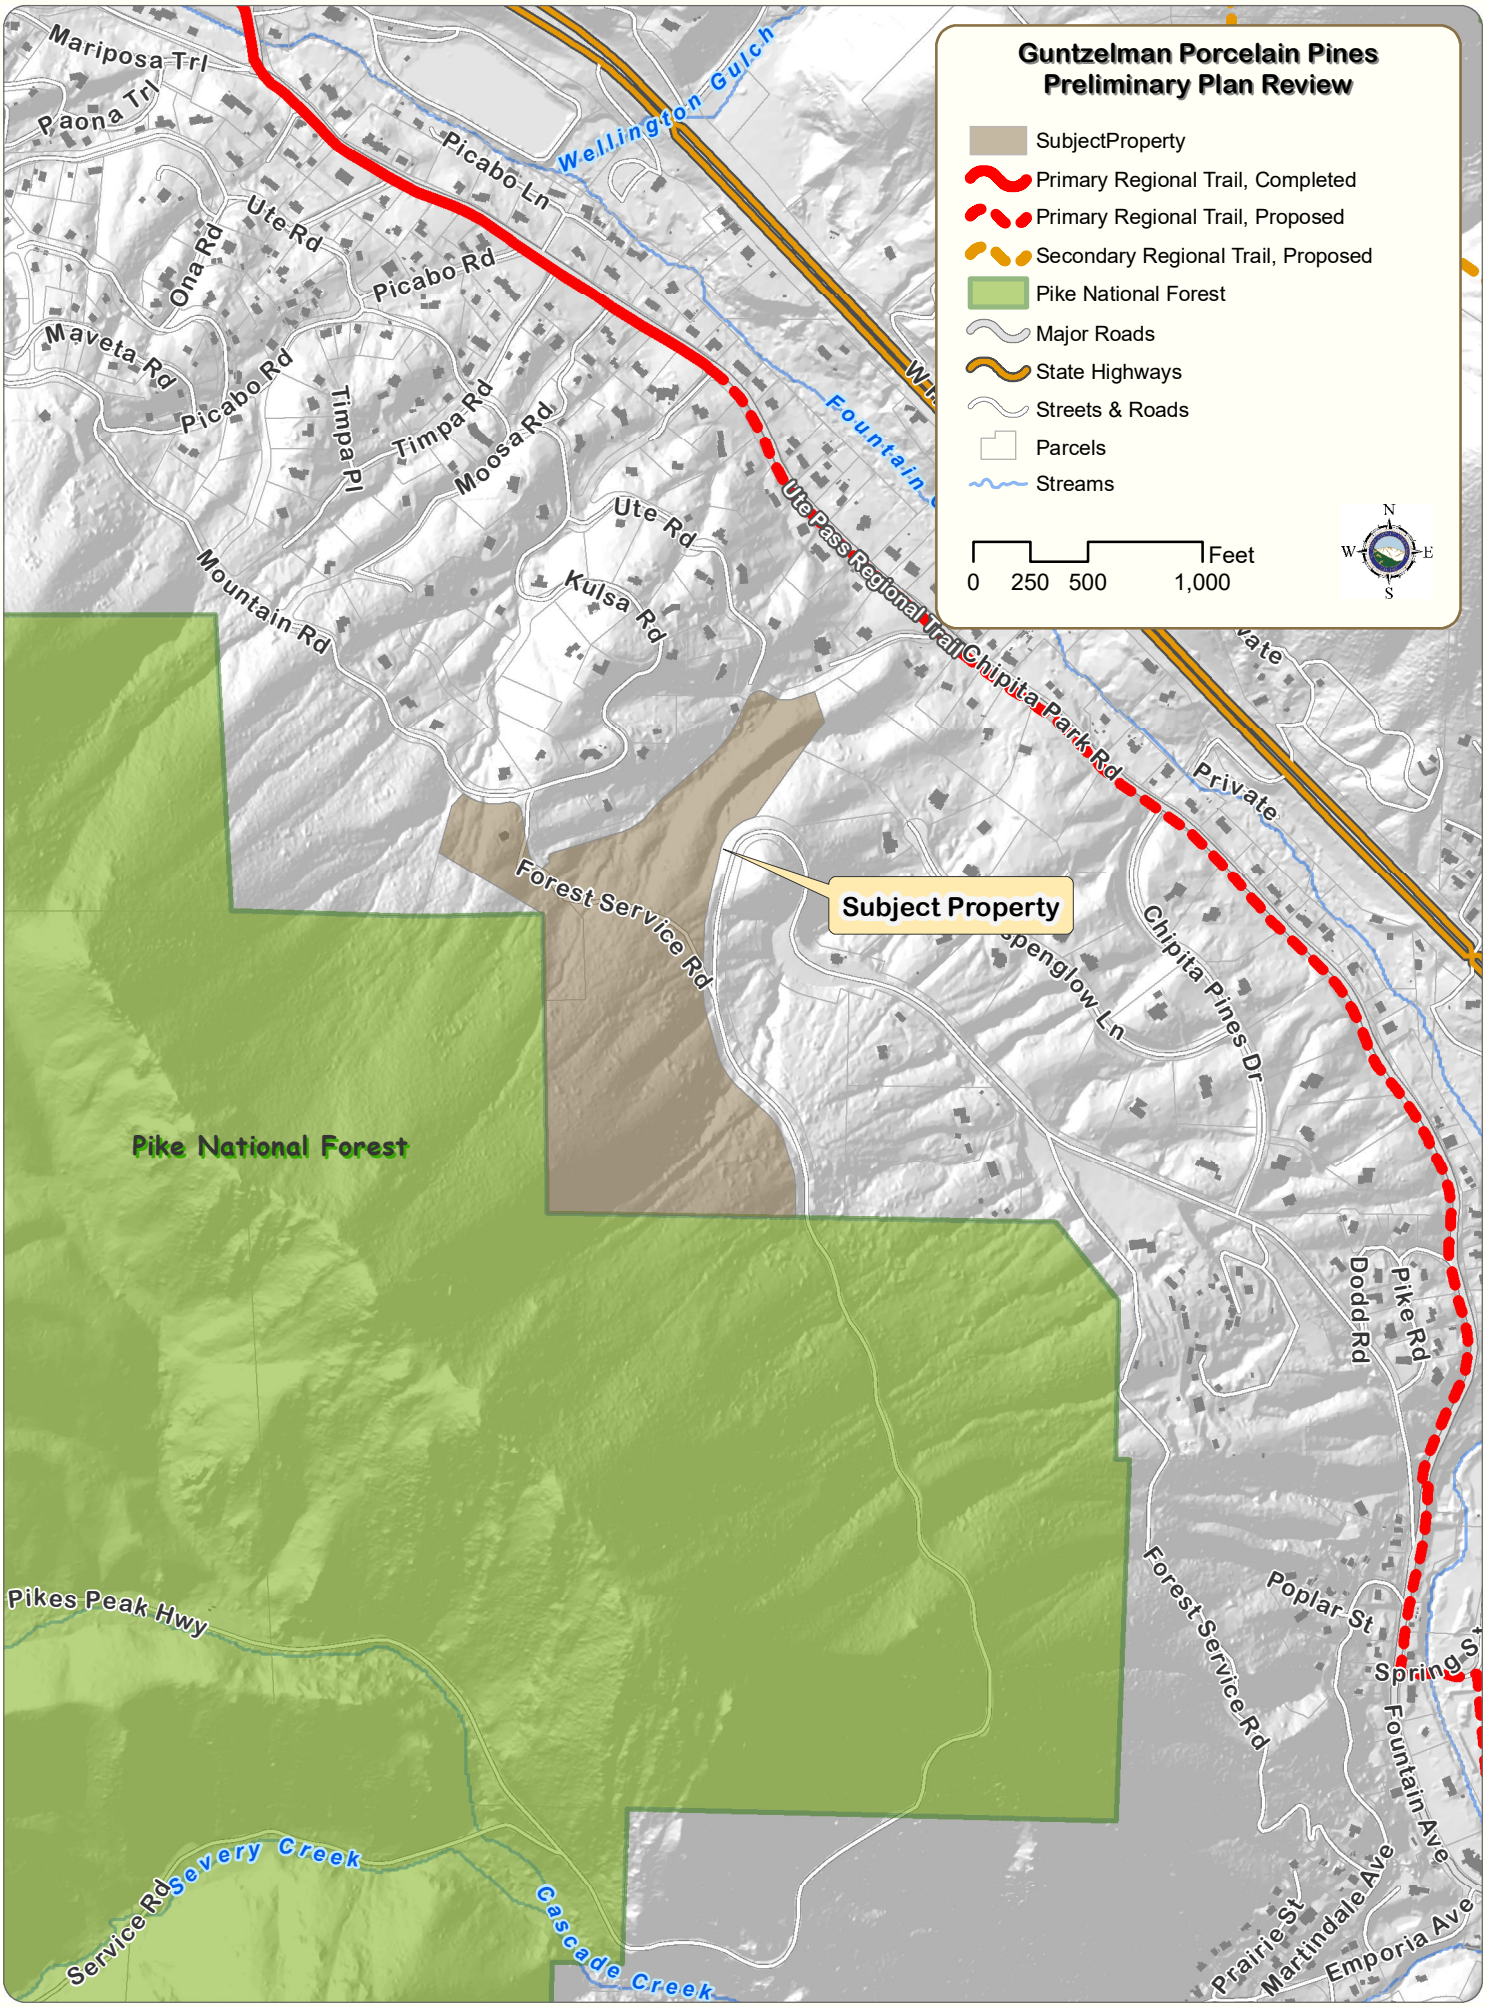 Guntzelman Porcelain Pines
Preliminary Plan Review
SubjectProperty
Primary Regional Trail, Completed
Primary Regional Trail, Proposed
Secondary Regional Trail, Proposed
Pike National Forest
Major Roads
State Highways
Streets & Roads
Parcels
Streams
Feet
0 250 500 1,000
N
W E
S
Mariposa Trl
Paona Trl
Wellington Gulch
Picabo Ln
Ute Rd
Ona Rd
Picabo Rd
Maveta Rd
Picabo Rd
Timpa Pl
Timpa Rd
Moosa Rd
Fountain
Ute Rd
Ute Pass Regional Trail
Kulsa Rd
Mountain Rd
Chipita Park Rd
Private
Forest Service Rd
Subject Property
spenglow Ln
Chipita Pines Dr
Pike National Forest
Dodd Rd
Pike Rd
Pikes Peak Hwy
Forest Service Rd
Poplar St
Spring St
Fountain Ave
Severy Creek
Service Rd
Cascade Creek
Prairie St
Martindale Ave
Emporia Ave